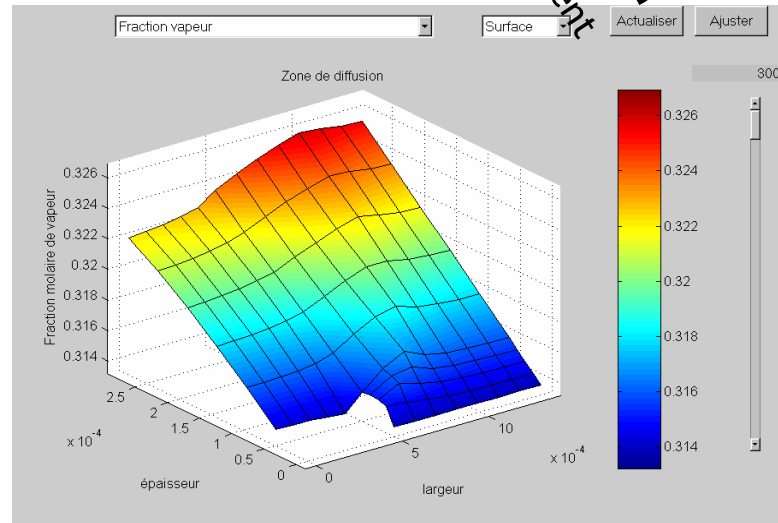 ent
Fraction vapeur
Surface
Actualiser
Ajuster
300
Zone de diffusion
0.326
0.324
0.322
0.32
0.318
0.316
0.314
Fraction molaire de vapeur
2.5
2
1.5
1
0.5
0
x 10^-4
épaisseur
0
5
10
x 10^-4
largeur
0.326
0.324
0.322
0.32
0.318
0.316
0.314